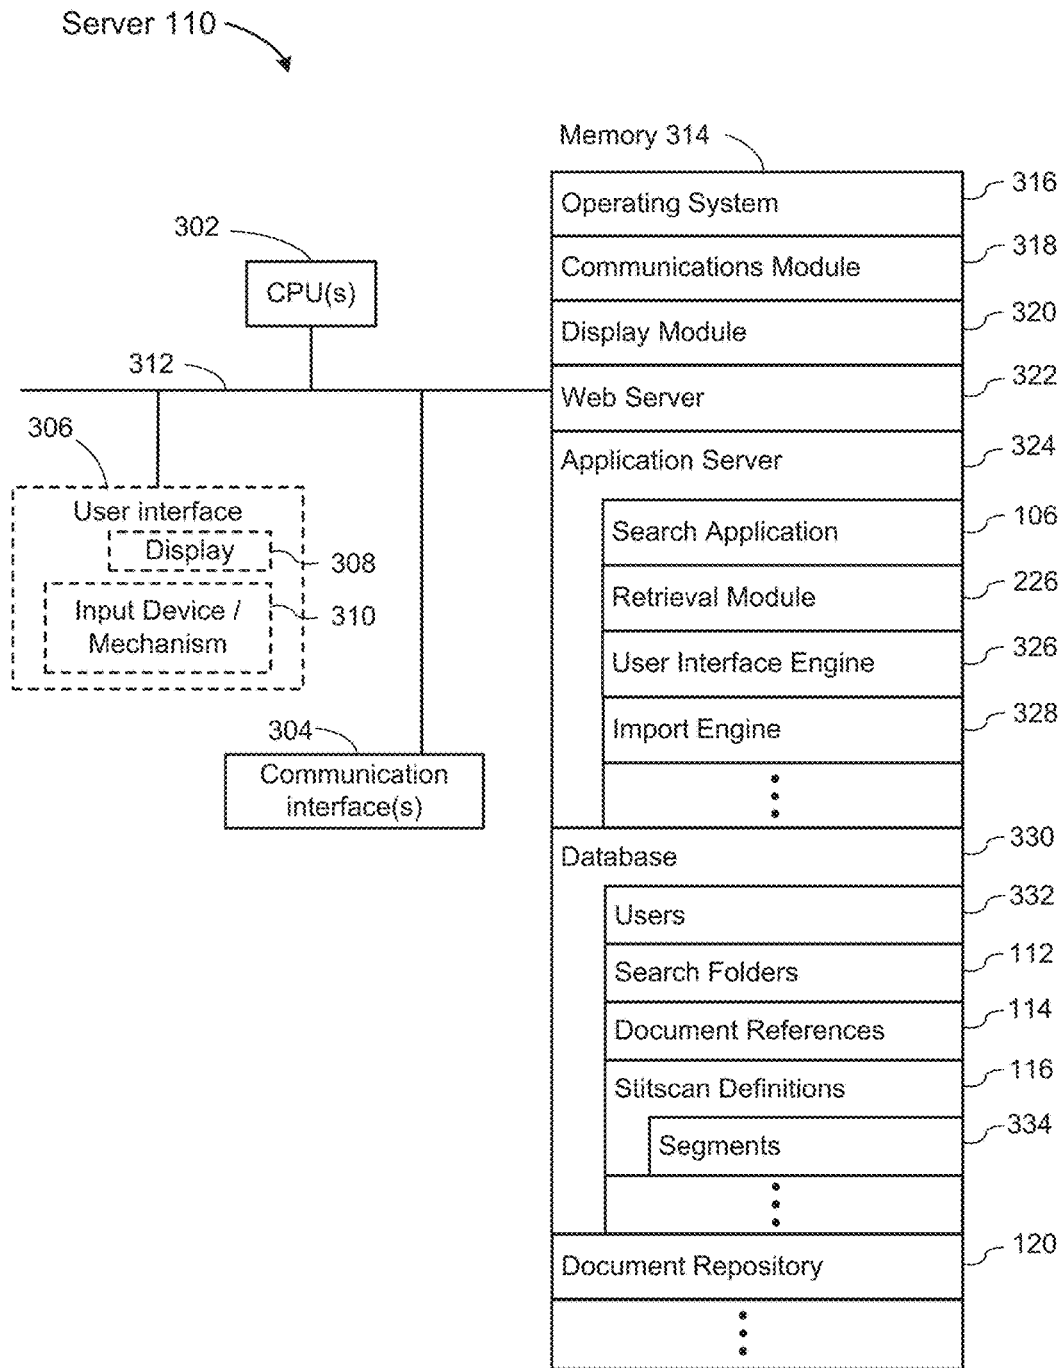 Server 110
Memory 314
302
CPU(s)
312
306
User interface
Display
308
Input Device /
Mechanism
310
304
Communication
interface(s)
Operating System
316
Communications Module
318
Display Module
320
Web Server
322
Application Server
324
Search Application
106
Retrieval Module
226
User Interface Engine
326
Import Engine
328
Database
330
Users
332
Search Folders
112
Document References
114
Slitscan Definitions
116
Segments
334
Document Repository
120